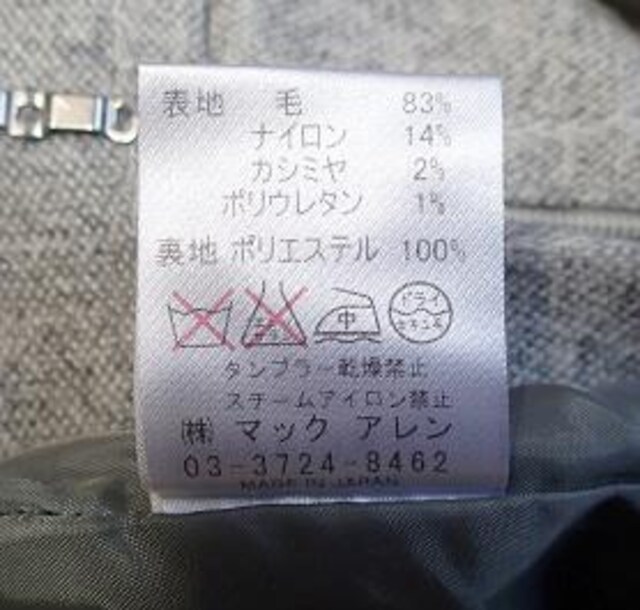 表地 毛 83%
ナイロン 14%
カシミヤ 2%
ポリウレタン 1%
裏地 ポリエステル 100%
中 ドライ
タンブラー乾燥禁止
スチームアイロン禁止
㈱ マック アレン
03-3724-8462
MADE IN JAPAN